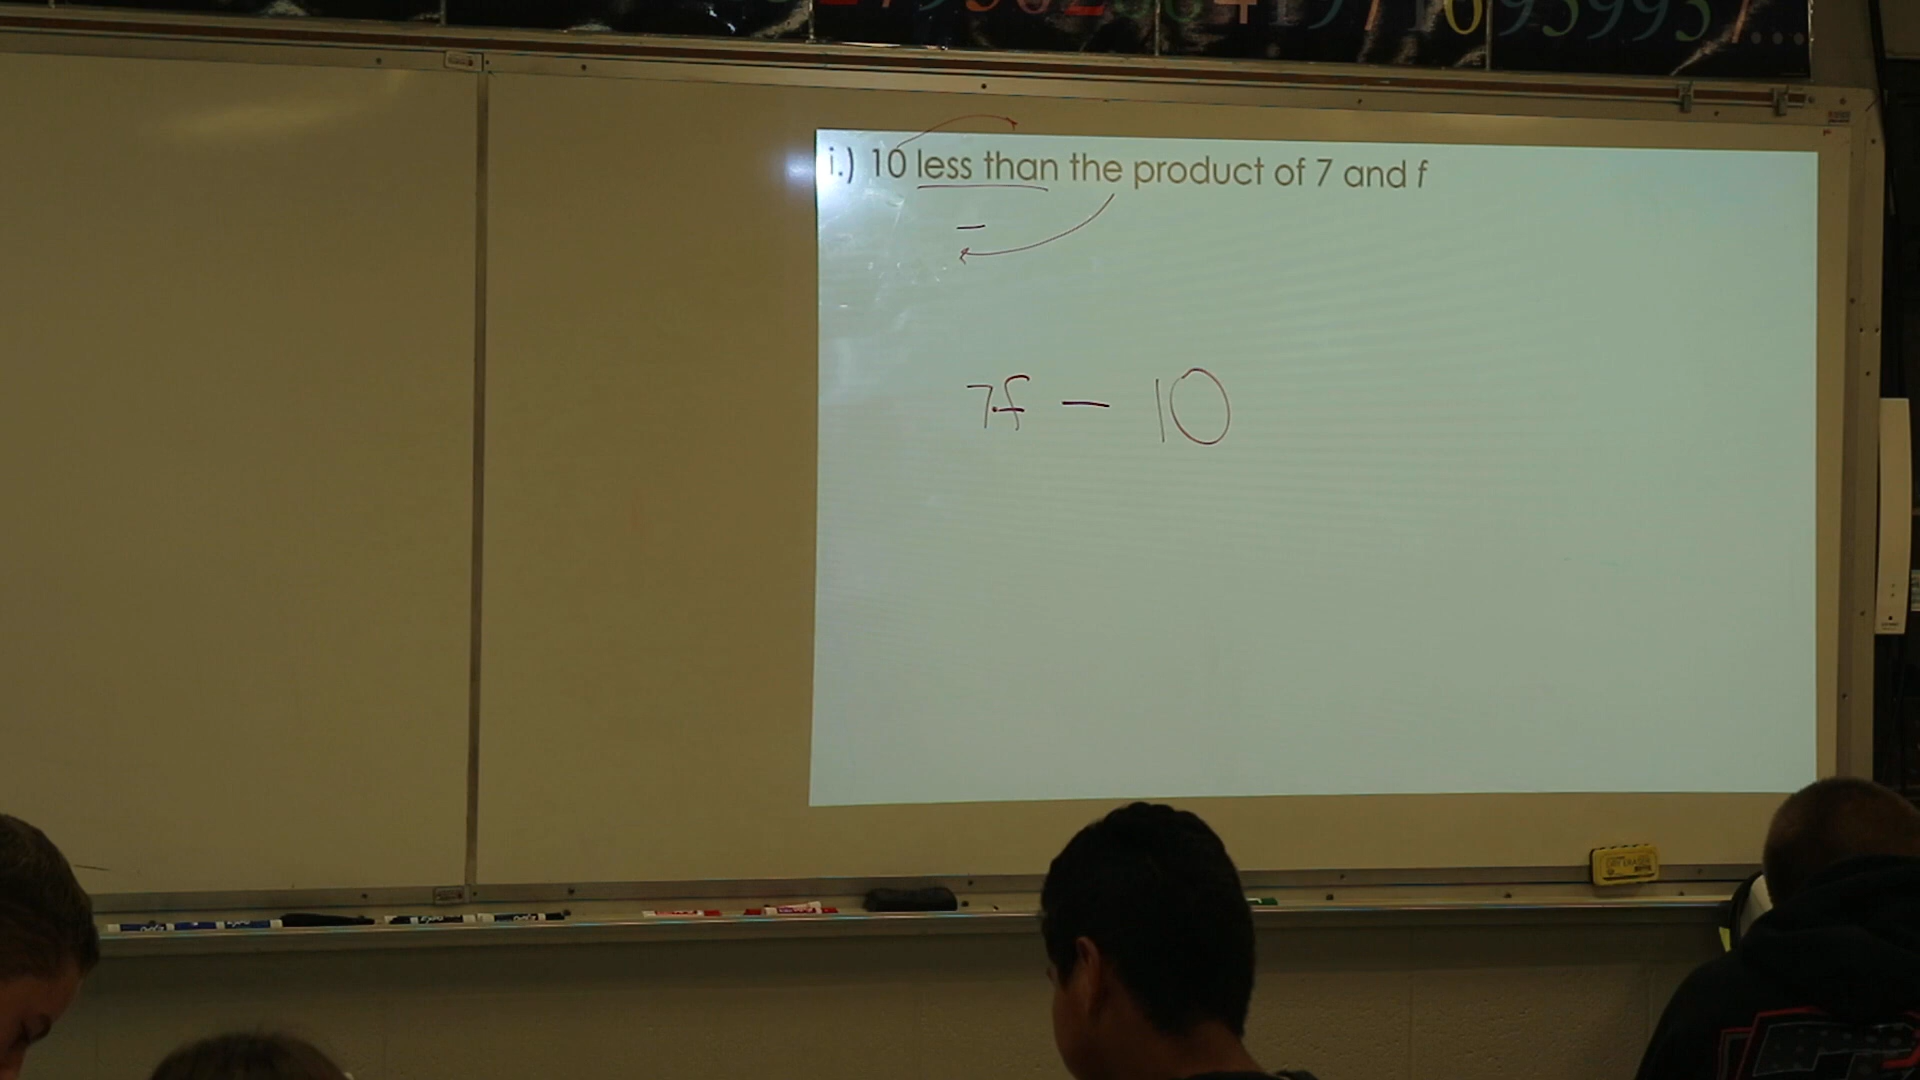 i.) 10 less than the product of 7 and f
−
7·f − 10